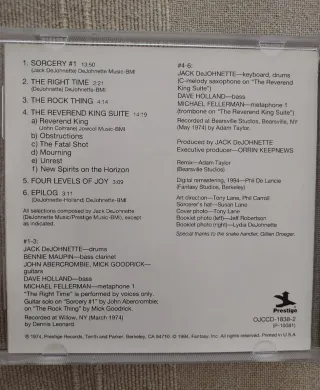 1. SORCERY #1 13:50
(Jack DeJohnette) DeJohnette Music-BMI
2. THE RIGHT TIME 2:21
(DeJohnette) DeJohnette-BMI
3. THE ROCK THING 4:14
4. THE REVEREND KING SUITE 14:19
a) Reverend King
(John Coltrane) Jowcol Music-BMI
b) Obstructions
c) The Fatal Shot
d) Mourning
e) Unrest
f) New Spirits on the Horizon
5. FOUR LEVELS OF JOY 3:09
6. EPILOG 3:11
(DeJohnette-Holland) DeJohnette-BMI
All selections composed by Jack DeJohnette
(DeJohnette Music/Prestige Music-BMI), except
as indicated.
#1-3:
JACK DeJOHNETTE—drums
BENNIE MAUPIN—bass clarinet
JOHN ABERCROMBIE, MICK GOODRICK—
guitars
DAVE HOLLAND—bass
MICHAEL FELLERMAN—metaphone 1
"The Right Time" is performed by voices only.
Guitar solo on "Sorcery #1" by John Abercrombie;
on "The Rock Thing" by Mick Goodrick.
Recorded at Willow, NY (March 1974)
by Dennis Leonard.
#4-6:
JACK DeJOHNETTE—keyboard, drums
(C-melody saxophone on "The Reverend
King Suite")
DAVE HOLLAND—bass
MICHAEL FELLERMAN—metaphone 1
(trombone on "The Reverend King Suite")
Recorded at Bearsville Studios, Bearsville, NY
(May 1974) by Adam Taylor.
Produced by JACK DeJOHNETTE
Executive producer—ORRIN KEEPNEWS
Remix—Adam Taylor
(Bearsville Studios)
Digital remastering, 1994—Phil De Lancie
(Fantasy Studios, Berkeley)
Art direction—Tony Lane, Phil Carroll
Sorcerer's hat—Susan Lane
Cover photo—Tony Lane
Booklet photo (left)—Jeff Robertson
Booklet photo (right)—Lydia DeJohnette
Special thanks to the snake handler, Gillian Groeger.
Prestige
OJCCD-1838-2
(P-10081)
℗ 1974, Prestige Records, Tenth and Parker, Berkeley, CA 94710. © 1994, Fantasy, Inc. All rights reserved. Printed in U.S.A.